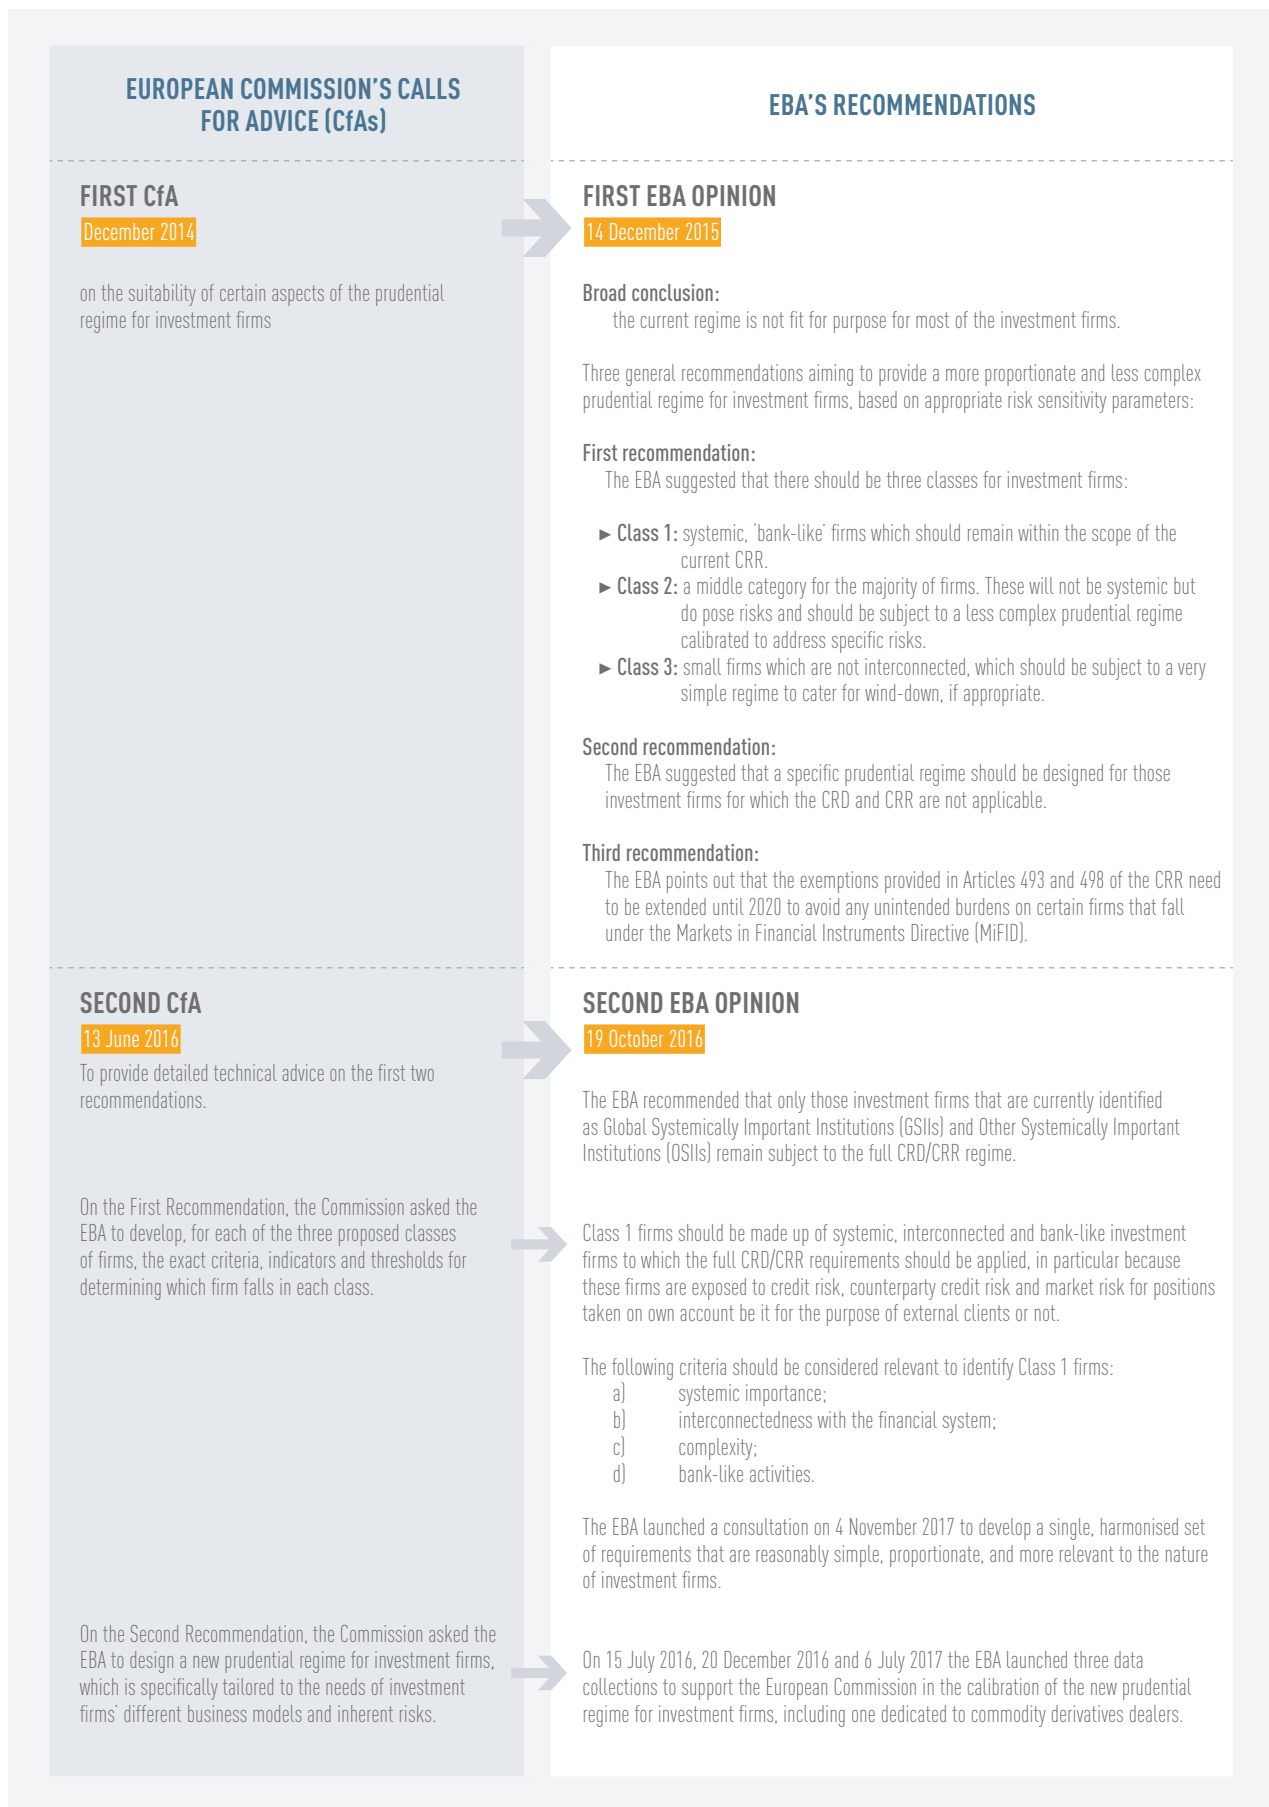 EUROPEAN COMMISSION'S CALLS
FOR ADVICE (CfAs)
EBA'S RECOMMENDATIONS
FIRST CfA
December 2014
on the suitability of certain aspects of the prudential
regime for investment firms
FIRST EBA OPINION
14 December 2015
Broad conclusion:
the current regime is not fit for purpose for most of the investment firms.
Three general recommendations aiming to provide a more proportionate and less complex
prudential regime for investment firms, based on appropriate risk sensitivity parameters:
First recommendation:
The EBA suggested that there should be three classes for investment firms:
► Class 1: systemic, 'bank-like' firms which should remain within the scope of the
current CRR.
► Class 2: a middle category for the majority of firms. These will not be systemic but
do pose risks and should be subject to a less complex prudential regime
calibrated to address specific risks.
► Class 3: small firms which are not interconnected, which should be subject to a very
simple regime to cater for wind-down, if appropriate.
Second recommendation:
The EBA suggested that a specific prudential regime should be designed for those
investment firms for which the CRD and CRR are not applicable.
Third recommendation:
The EBA points out that the exemptions provided in Articles 493 and 498 of the CRR need
to be extended until 2020 to avoid any unintended burdens on certain firms that fall
under the Markets in Financial Instruments Directive (MiFID).
SECOND CfA
13 June 2016
To provide detailed technical advice on the first two
recommendations.
On the First Recommendation, the Commission asked the
EBA to develop, for each of the three proposed classes
of firms, the exact criteria, indicators and thresholds for
determining which firm falls in each class.
On the Second Recommendation, the Commission asked the
EBA to design a new prudential regime for investment firms,
which is specifically tailored to the needs of investment
firms' different business models and inherent risks.
SECOND EBA OPINION
19 October 2016
The EBA recommended that only those investment firms that are currently identified
as Global Systemically Important Institutions (GSIIs) and Other Systemically Important
Institutions (OSIIs) remain subject to the full CRD/CRR regime.
Class 1 firms should be made up of systemic, interconnected and bank-like investment
firms to which the full CRD/CRR requirements should be applied, in particular because
these firms are exposed to credit risk, counterparty credit risk and market risk for positions
taken on own account be it for the purpose of external clients or not.
The following criteria should be considered relevant to identify Class 1 firms:
a) systemic importance;
b) interconnectedness with the financial system;
c) complexity;
d) bank-like activities.
The EBA launched a consultation on 4 November 2017 to develop a single, harmonised set
of requirements that are reasonably simple, proportionate, and more relevant to the nature
of investment firms.
On 15 July 2016, 20 December 2016 and 6 July 2017 the EBA launched three data
collections to support the European Commission in the calibration of the new prudential
regime for investment firms, including one dedicated to commodity derivatives dealers.